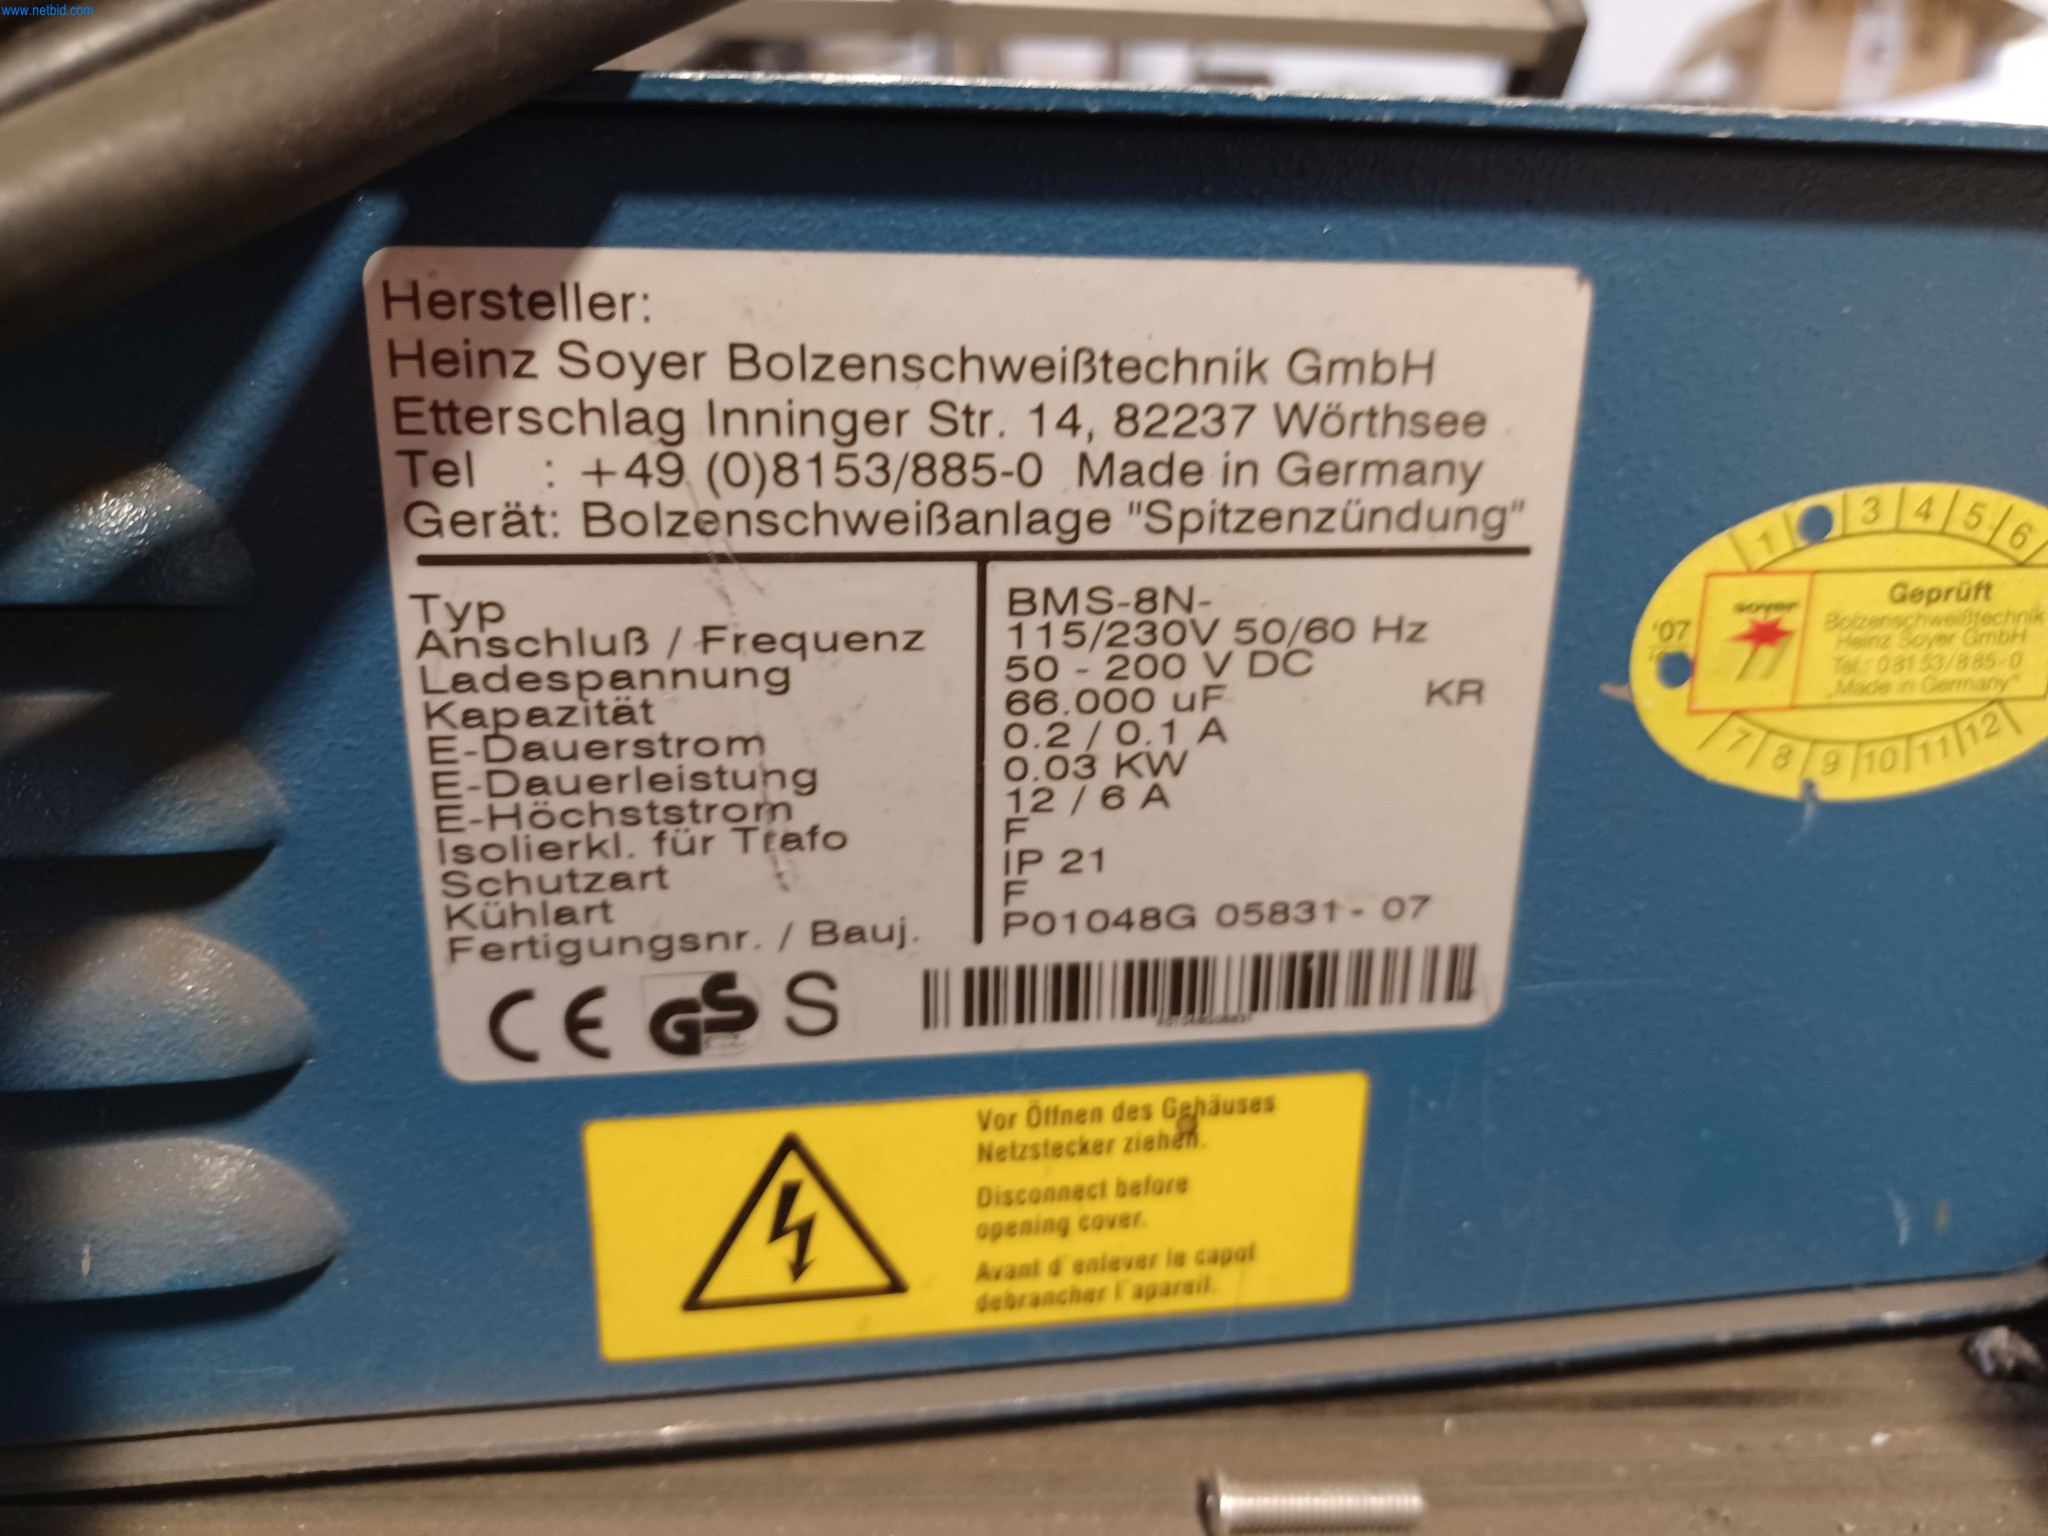 www.netbid.com
Hersteller:
Heinz Soyer Bolzenschweißtechnik GmbH
Etterschlag Inninger Str. 14, 82237 Wörthsee
Tel : +49 (0)8153/885-0 Made in Germany
Gerät: Bolzenschweißanlage "Spitzenzündung"
Typ BMS-8N-
Anschluß / Frequenz 115/230V 50/60 Hz
Ladespannung 50 - 200 V DC
Kapazität 66.000 uF KR
E-Dauerstrom 0.2 / 0.1 A
E-Dauerleistung 0.03 KW
E-Höchststrom 12 / 6 A
Isolierkl. für Trafo F
Schutzart IP 21
Kühlart F
Fertigungsnr. / Bauj. P01048G 05831- 07
CE GS S
1 3 4 5 6
'07
soyer
Geprüft
Bolzenschweißtechnik
Heinz Soyer GmbH
Tel.: 08153/885-0
"Made in Germany"
7 8 9 10 11 12
Vor Öffnen des Gehäuses
Netzstecker ziehen.
Disconnect before
opening cover.
Avant d'enlever le capot
debrancher l'apareil.